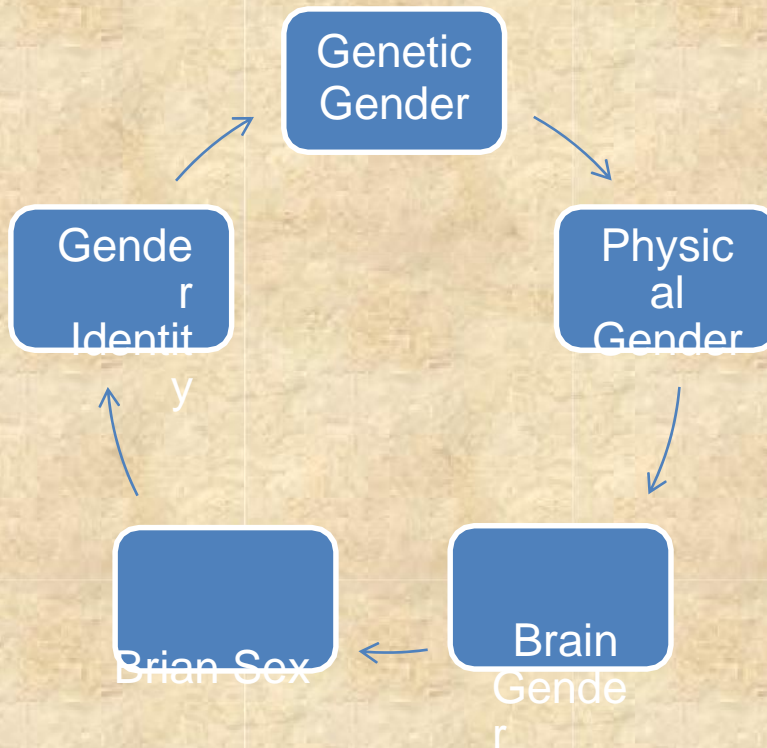 Genetic
Gender
Physic
al
Gender
Brain
Gende
r
Brian Sex
Gende
r
Identit
y